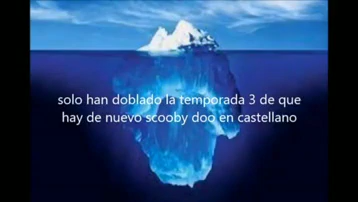 solo han doblado la temporada 3 de que
hay de nuevo scooby doo en castellano